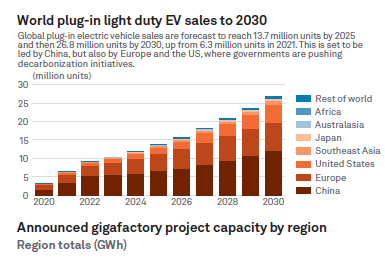 World plug-in light duty EV sales to 2030
Global plug-in electric vehicle sales are forecast to reach 13.7 million units by 2025
and then 26.8 million units by 2030, up from 6.3 million units in 2021. This is set to be
led by China, but also by Europe and the US, where governments are pushing
decarbonization initiatives.
(million units)
30
25
20
15
10
5
0
2020
2022
2024
2026
2028
2030
Rest of world
Africa
Australasia
Japan
Southeast Asia
United States
Europe
China
Announced gigafactory project capacity by region
Region totals (GWh)